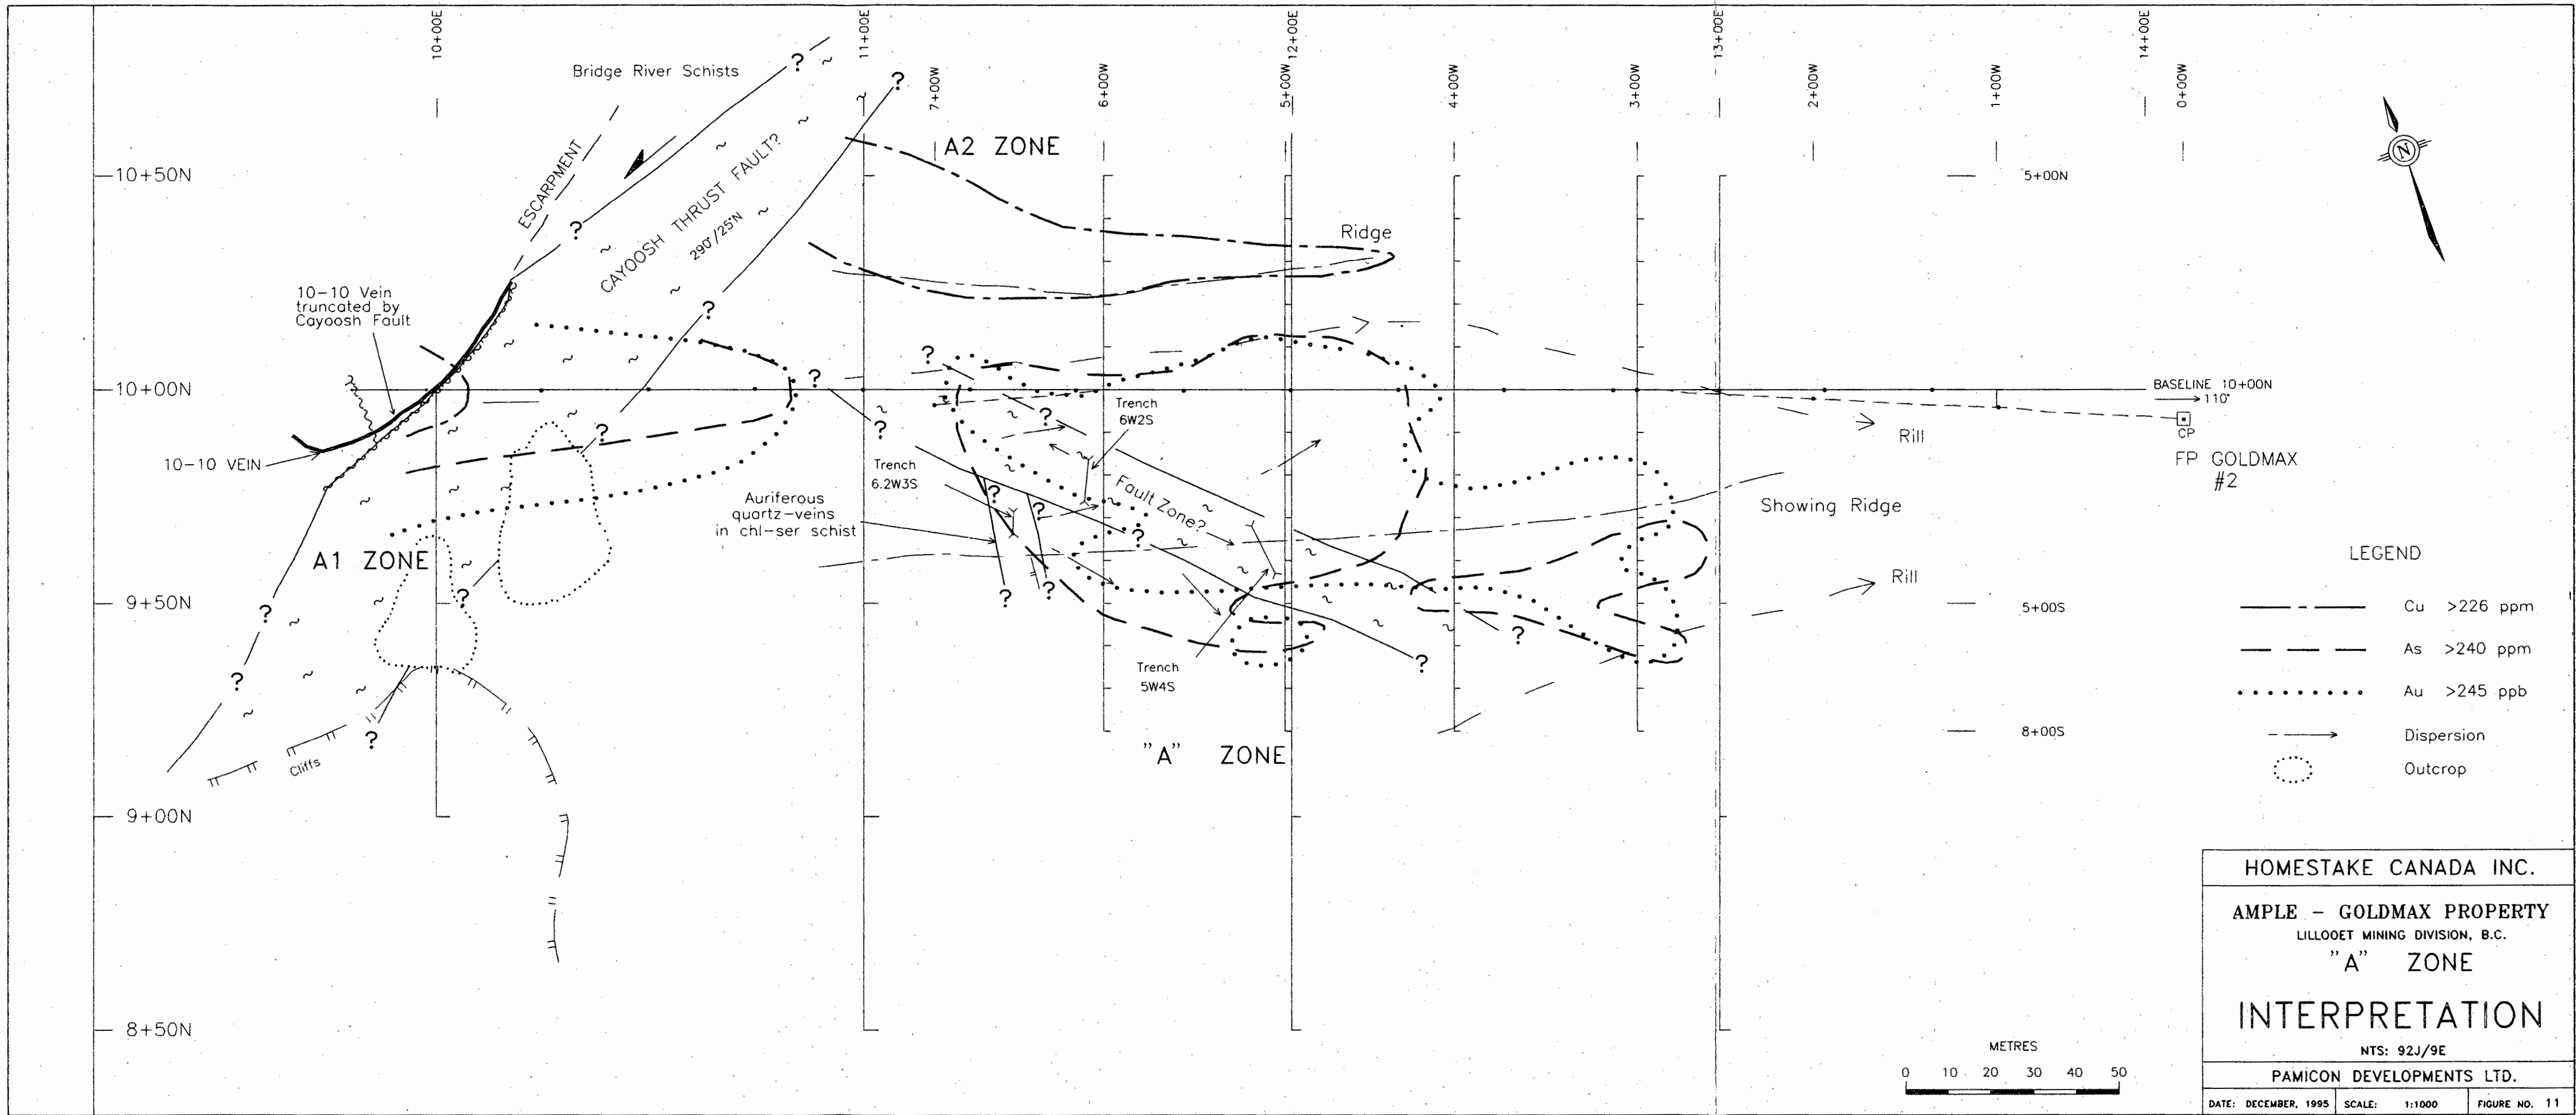 10+00E
11+00E
12+00E
13+00E
14+00E
7+00W
6+00W
5+00W
4+00W
3+00W
2+00W
1+00W
0+00W
Bridge River Schists
?
?
A2 ZONE
ESCARPMENT
CAYOOSH THRUST FAULT?
290°/25°N
10+50N
5+00N
N
?
Ridge
10-10 Vein
truncated by
Cayoosh Fault
?
?
?
10+00N
BASELINE 10+00N
110°
CP
FP GOLDMAX
#2
Rill
Trench
6W2S
?
?
?
10-10 VEIN
Trench
6.2W3S
?
?
Fault Zone?
Auriferous
quartz-veins
in chl-ser schist
Showing Ridge
?
A1 ZONE
Rill
?
?
?
?
9+50N
5+00S
?
?
Trench
5W4S
?
?
Cliffs
8+00S
"A" ZONE
9+00N
8+50N
LEGEND
Cu >226 ppm
As >240 ppm
Au >245 ppb
Dispersion
Outcrop
METRES
0 10 20 30 40 50
HOMESTAKE CANADA INC.
AMPLE - GOLDMAX PROPERTY
LILLOOET MINING DIVISION, B.C.
"A" ZONE
INTERPRETATION
NTS: 92J/9E
PAMICON DEVELOPMENTS LTD.
DATE: DECEMBER, 1995 SCALE: 1:1000 FIGURE NO. 11